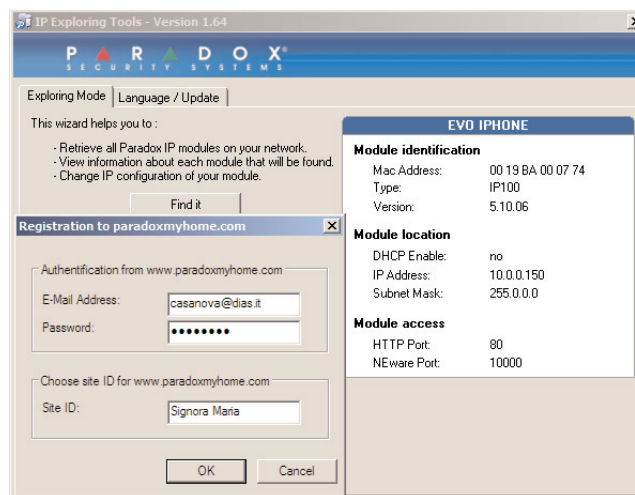 IP Exploring Tools - Version 1.64
PARADOX®
SECURITY SYSTEMS
Exploring Mode
Language / Update
This wizard helps you to :
- Retrieve all Paradox IP modules on your network.
- View information about each module that will be found.
- Change IP configuration of your module.
Find it
EVO IPHONE
Module identification
Mac Address: 00 19 BA 00 07 74
Type: IP100
Version: 5.10.06
Module location
DHCP Enable: no
IP Address: 10.0.0.150
Subnet Mask: 255.0.0.0
Module access
HTTP Port: 80
NEware Port: 10000
Registration to paradoxmyhome.com
Authentification from www.paradoxmyhome.com
E-Mail Address: casanova@dias.it
Password: ••••••••
Choose site ID for www.paradoxmyhome.com
Site ID: Signora Maria
OK
Cancel